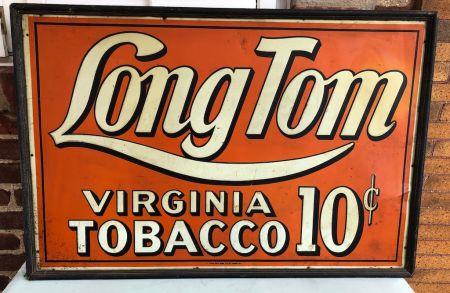 Long Tom
VIRGINIA
TOBACCO 10¢